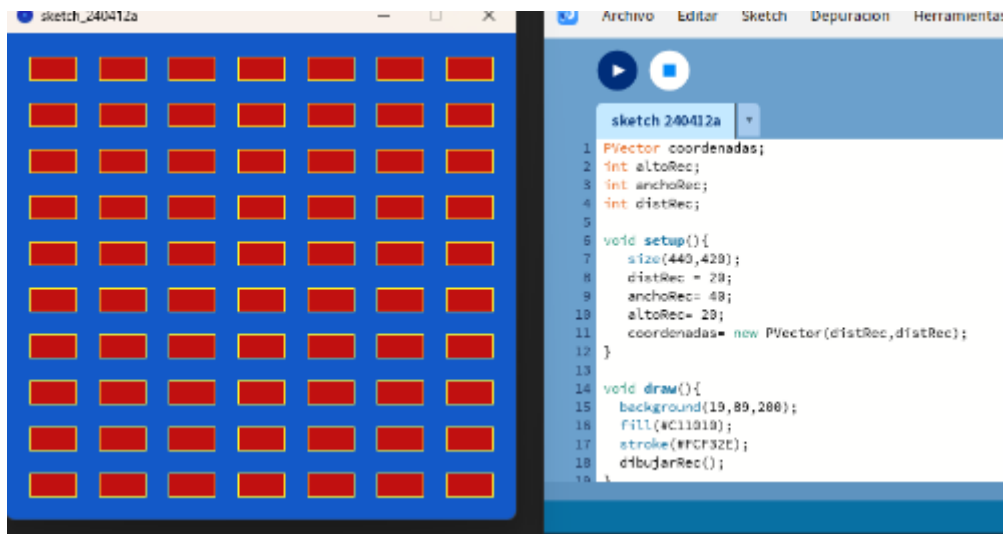 sketch_240412a
Archivo Editar Sketch Depuracion Herramientas
sketch 240412a
1 PVector coordenadas;
2 int altoRec;
3 int anchoRec;
4 int distRec;
5
6 void setup(){
7 size(440,420);
8 distRec = 20;
9 anchoRec= 40;
10 altoRec= 20;
11 coordenadas= new PVector(distRec,distRec);
12 }
13
14 void draw(){
15 background(19,89,200);
16 fill(#C11010);
17 stroke(#FCF32E);
18 dibujarRec();
19 }